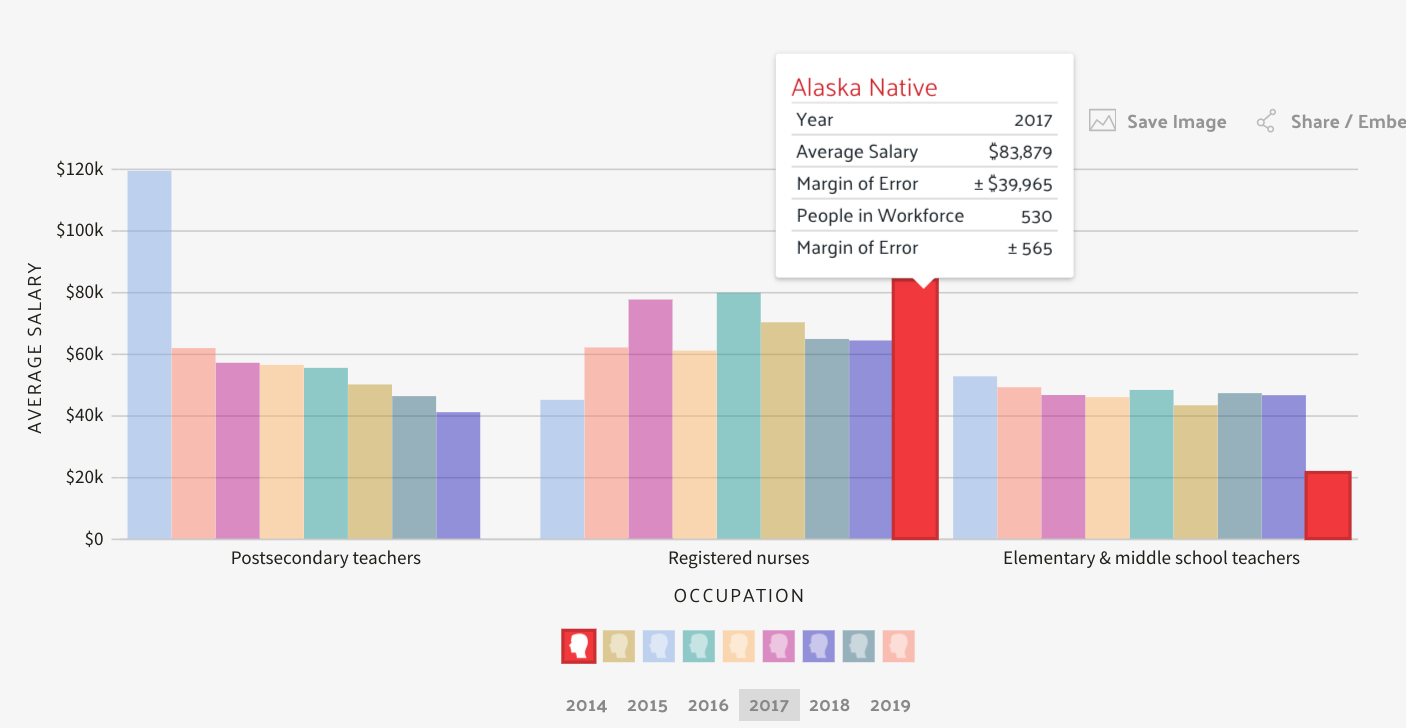 Alaska Native
Year 2017
Average Salary $83,879
Margin of Error ± $39,965
People in Workforce 530
Margin of Error ± 565
Save Image
Share / Embe
AVERAGE SALARY
$120k
$100k
$80k
$60k
$40k
$20k
$0
Postsecondary teachers
Registered nurses
Elementary & middle school teachers
OCCUPATION
2014 2015 2016 2017 2018 2019